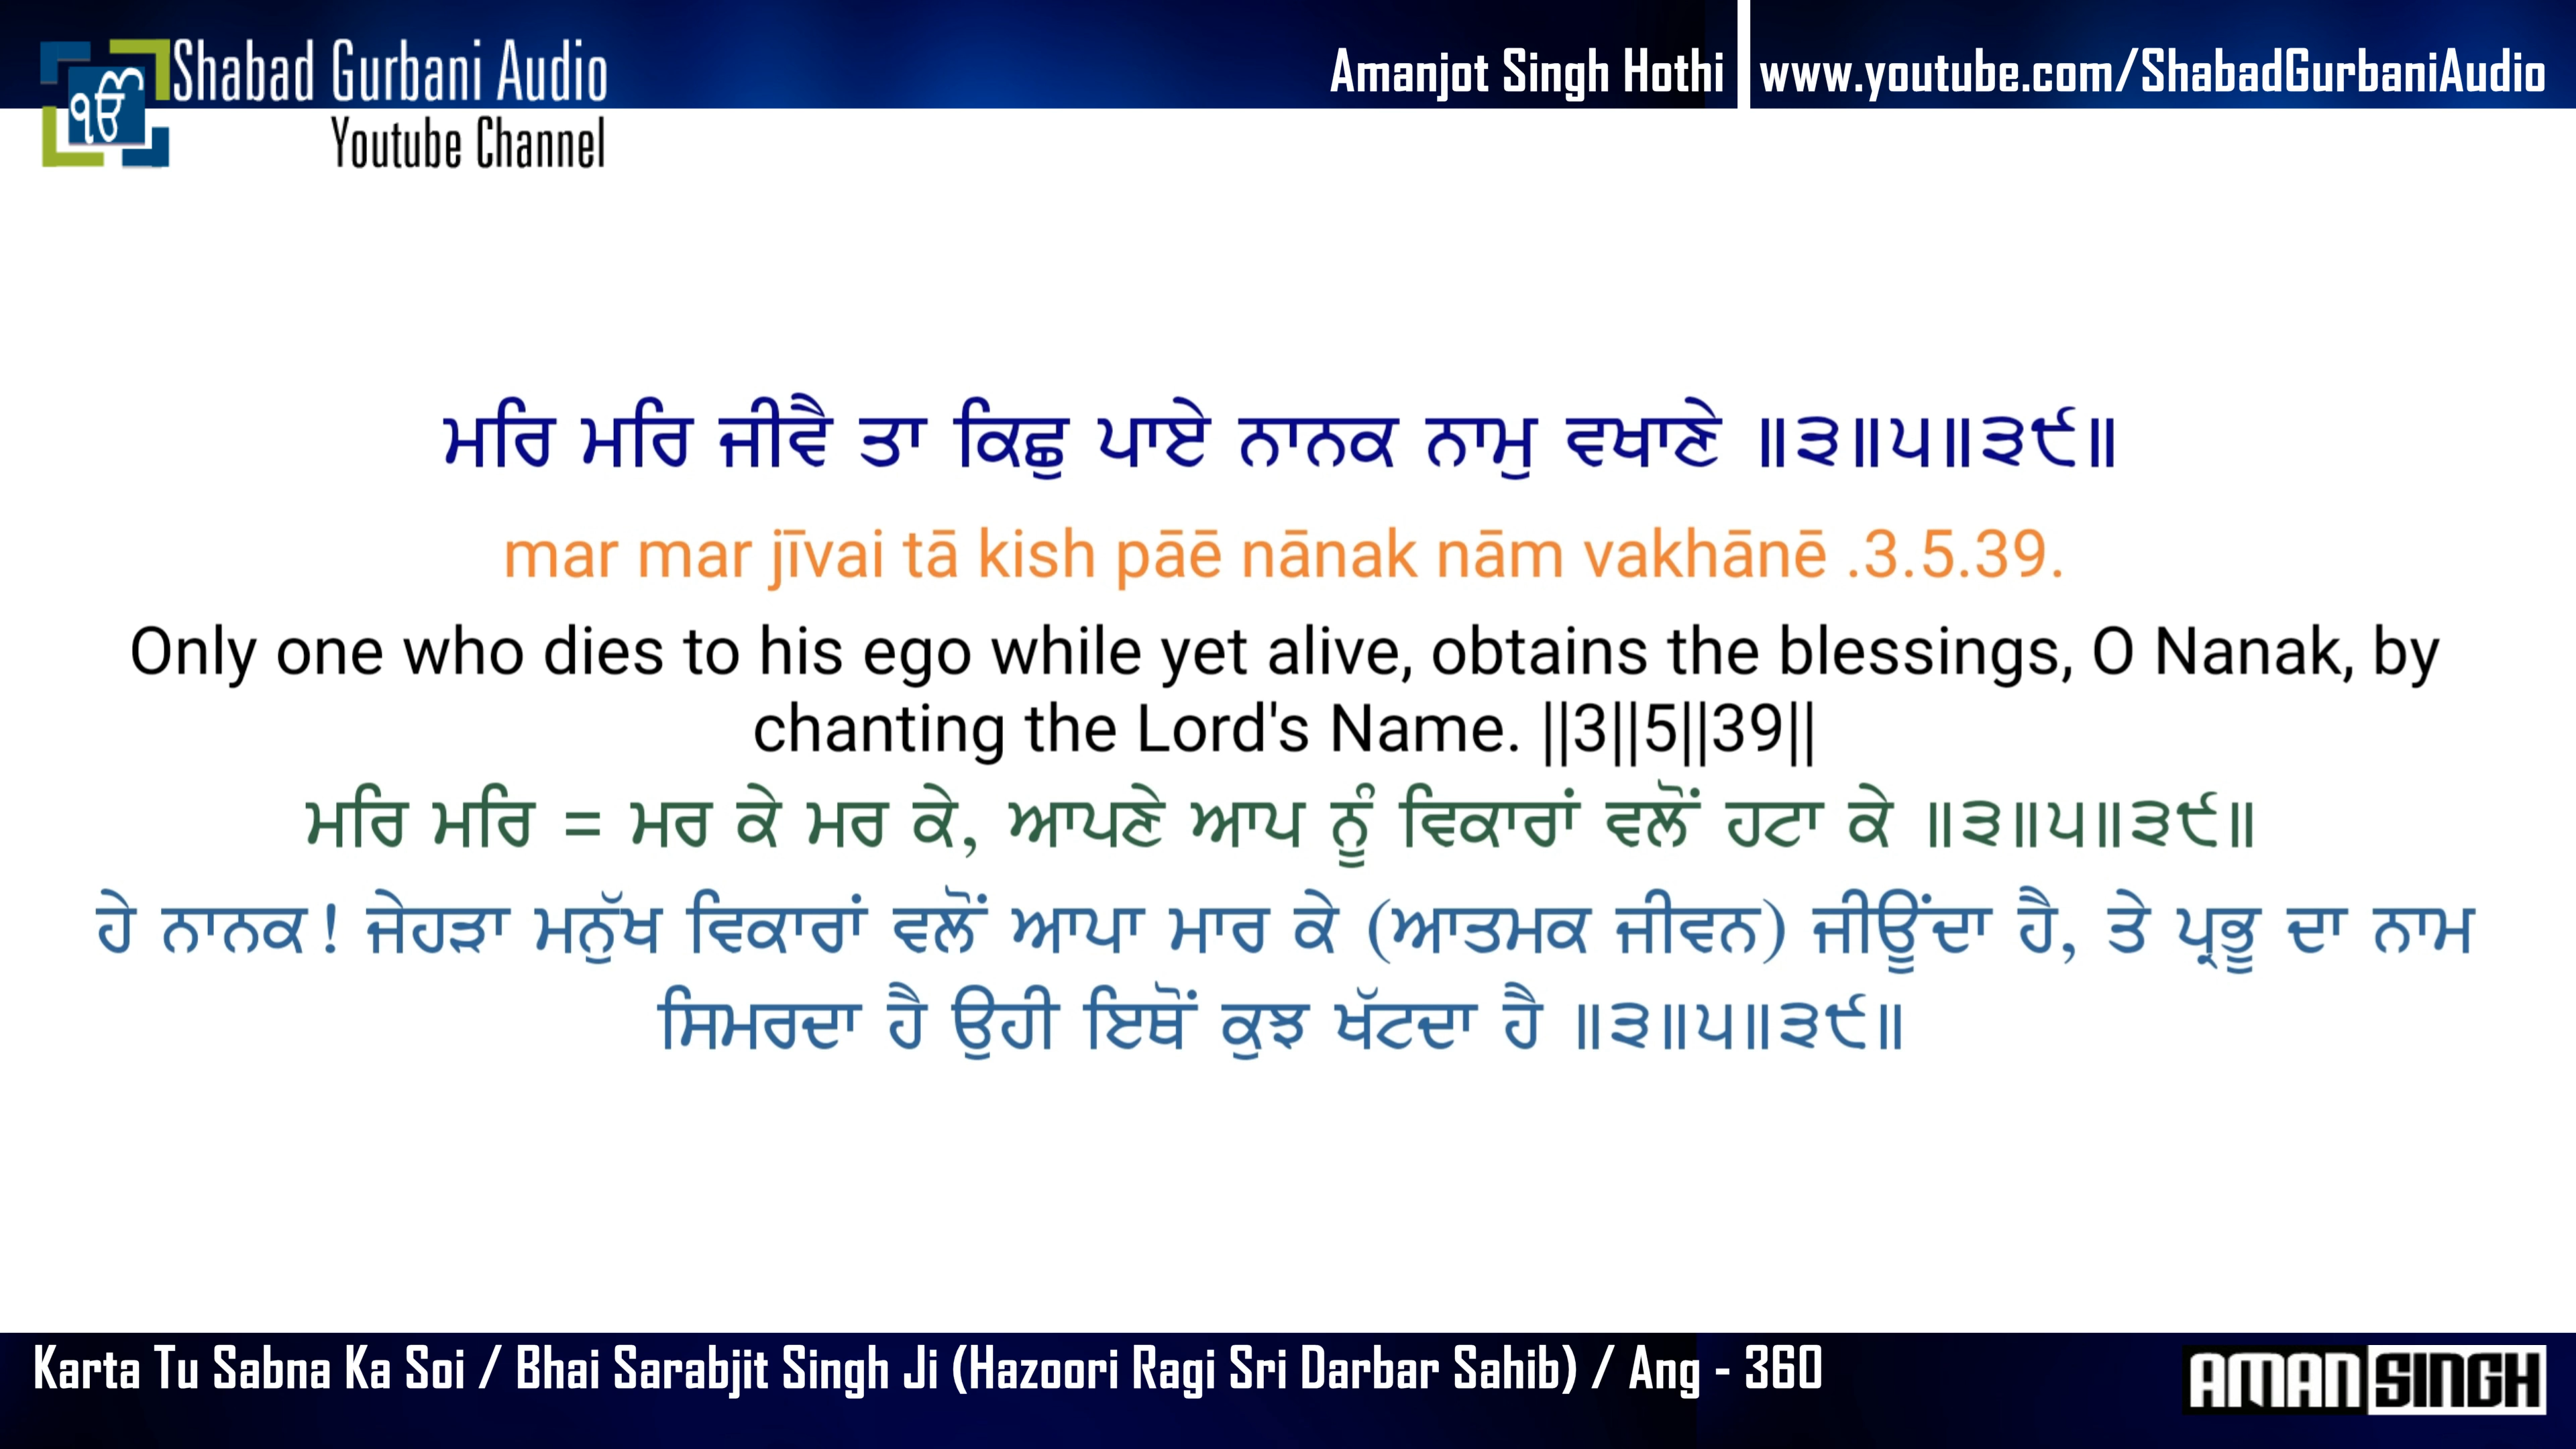 Shabad Gurbani Audio
Youtube Channel
ੴ
Amanjot Singh Hothi
www.youtube.com/ShabadGurbaniAudio
ਮਰਿ ਮਰਿ ਜੀਵੈ ਤਾ ਕਿਛੁ ਪਾਏ ਨਾਨਕ ਨਾਮੁ ਵਖਾਣੇ ॥੩॥੫॥੩੯॥
mar mar jīvai tā kish pāē nānak nām vakhānē .3.5.39.
Only one who dies to his ego while yet alive, obtains the blessings, O Nanak, by
chanting the Lord's Name. ||3||5||39||
ਮਰਿ ਮਰਿ = ਮਰ ਕੇ ਮਰ ਕੇ, ਆਪਣੇ ਆਪ ਨੂੰ ਵਿਕਾਰਾਂ ਵਲੋਂ ਹਟਾ ਕੇ ॥੩॥੫॥੩੯॥
ਹੇ ਨਾਨਕ! ਜੇਹੜਾ ਮਨੁੱਖ ਵਿਕਾਰਾਂ ਵਲੋਂ ਆਪਾ ਮਾਰ ਕੇ (ਆਤਮਕ ਜੀਵਨ) ਜੀਊਂਦਾ ਹੈ, ਤੇ ਪ੍ਰਭੂ ਦਾ ਨਾਮ
ਸਿਮਰਦਾ ਹੈ ਉਹੀ ਇਥੋਂ ਕੁਝ ਖੱਟਦਾ ਹੈ ॥੩॥੫॥੩੯॥
Karta Tu Sabna Ka Soi / Bhai Sarabjit Singh Ji (Hazoori Ragi Sri Darbar Sahib) / Ang - 360
AMAN SINGH